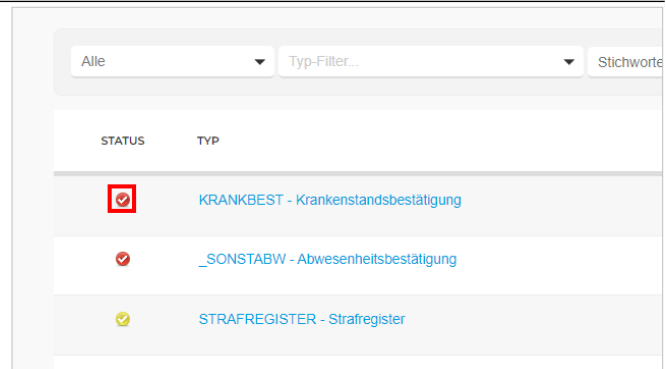 Alle Typ-Filter... Stichworte
STATUS TYP
KRANKBEST - Krankenstandsbestätigung
_SONSTABW - Abwesenheitsbestätigung
STRAFREGISTER - Strafregister